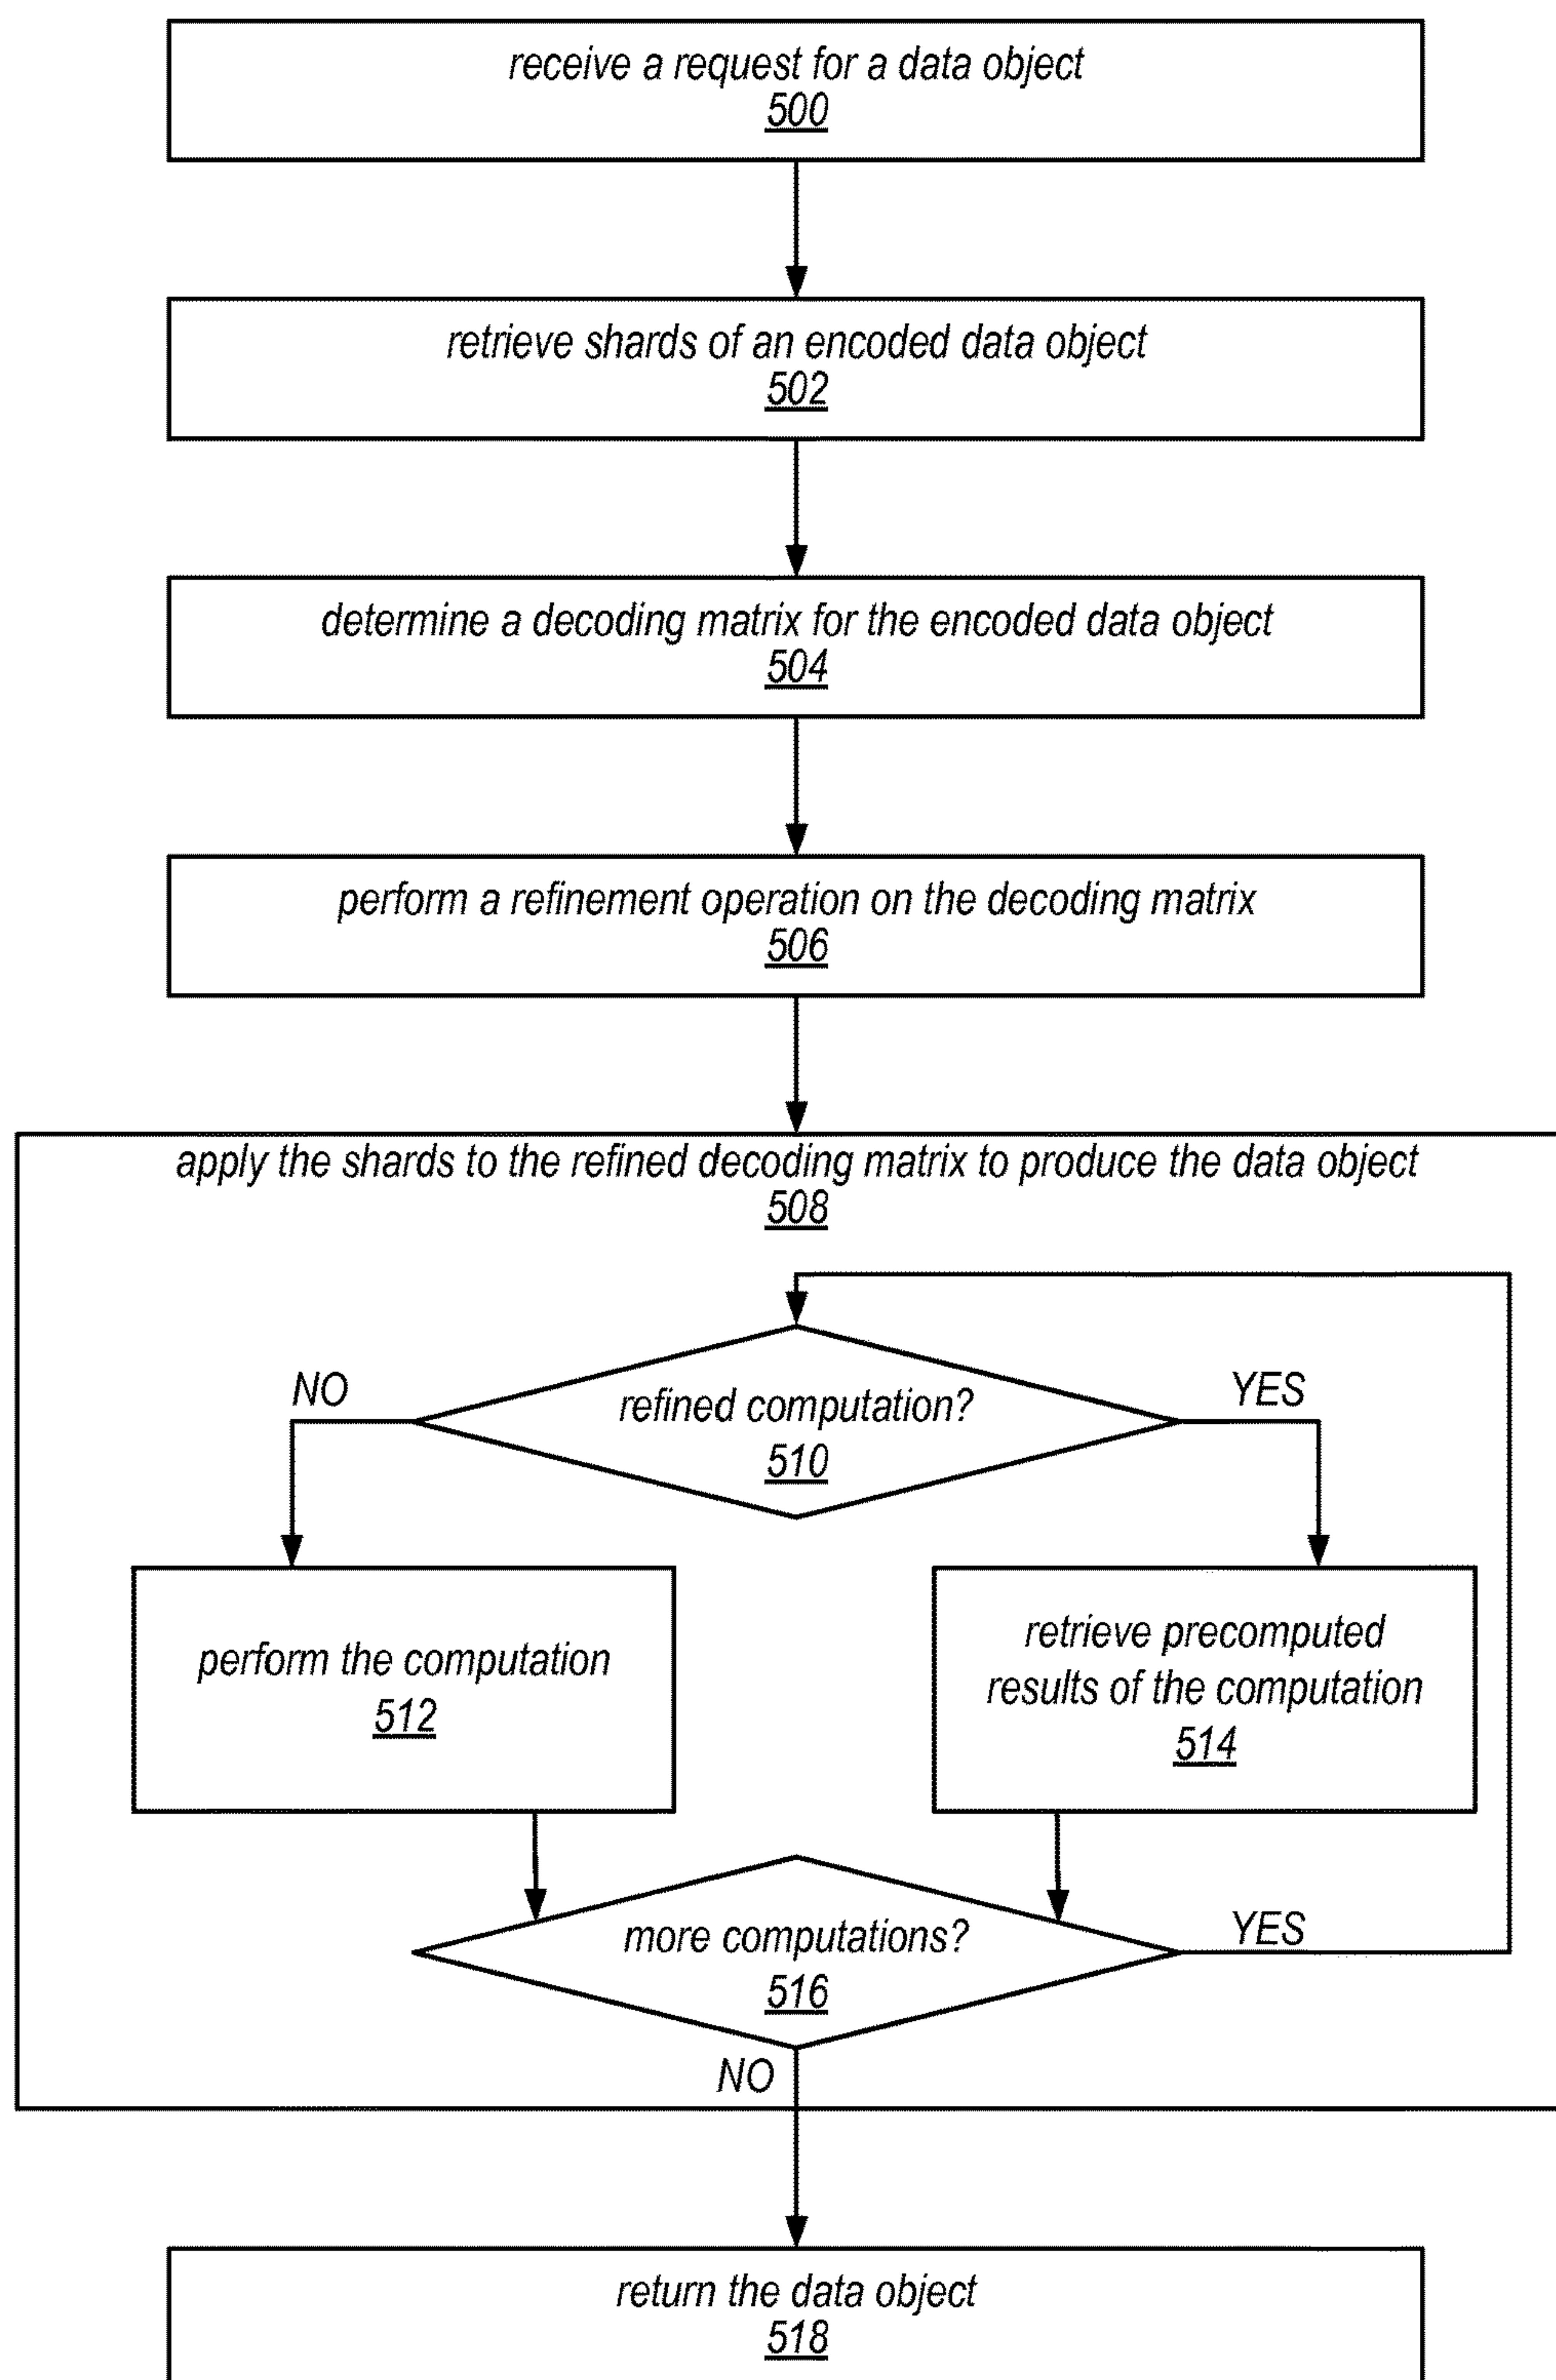 receive a request for a data object
500
retrieve shards of an encoded data object
502
determine a decoding matrix for the encoded data object
504
perform a refinement operation on the decoding matrix
506
apply the shards to the refined decoding matrix to produce the data object
508
NO
refined computation?
510
YES
perform the computation
512
retrieve precomputed
results of the computation
514
more computations?
516
YES
NO
return the data object
518